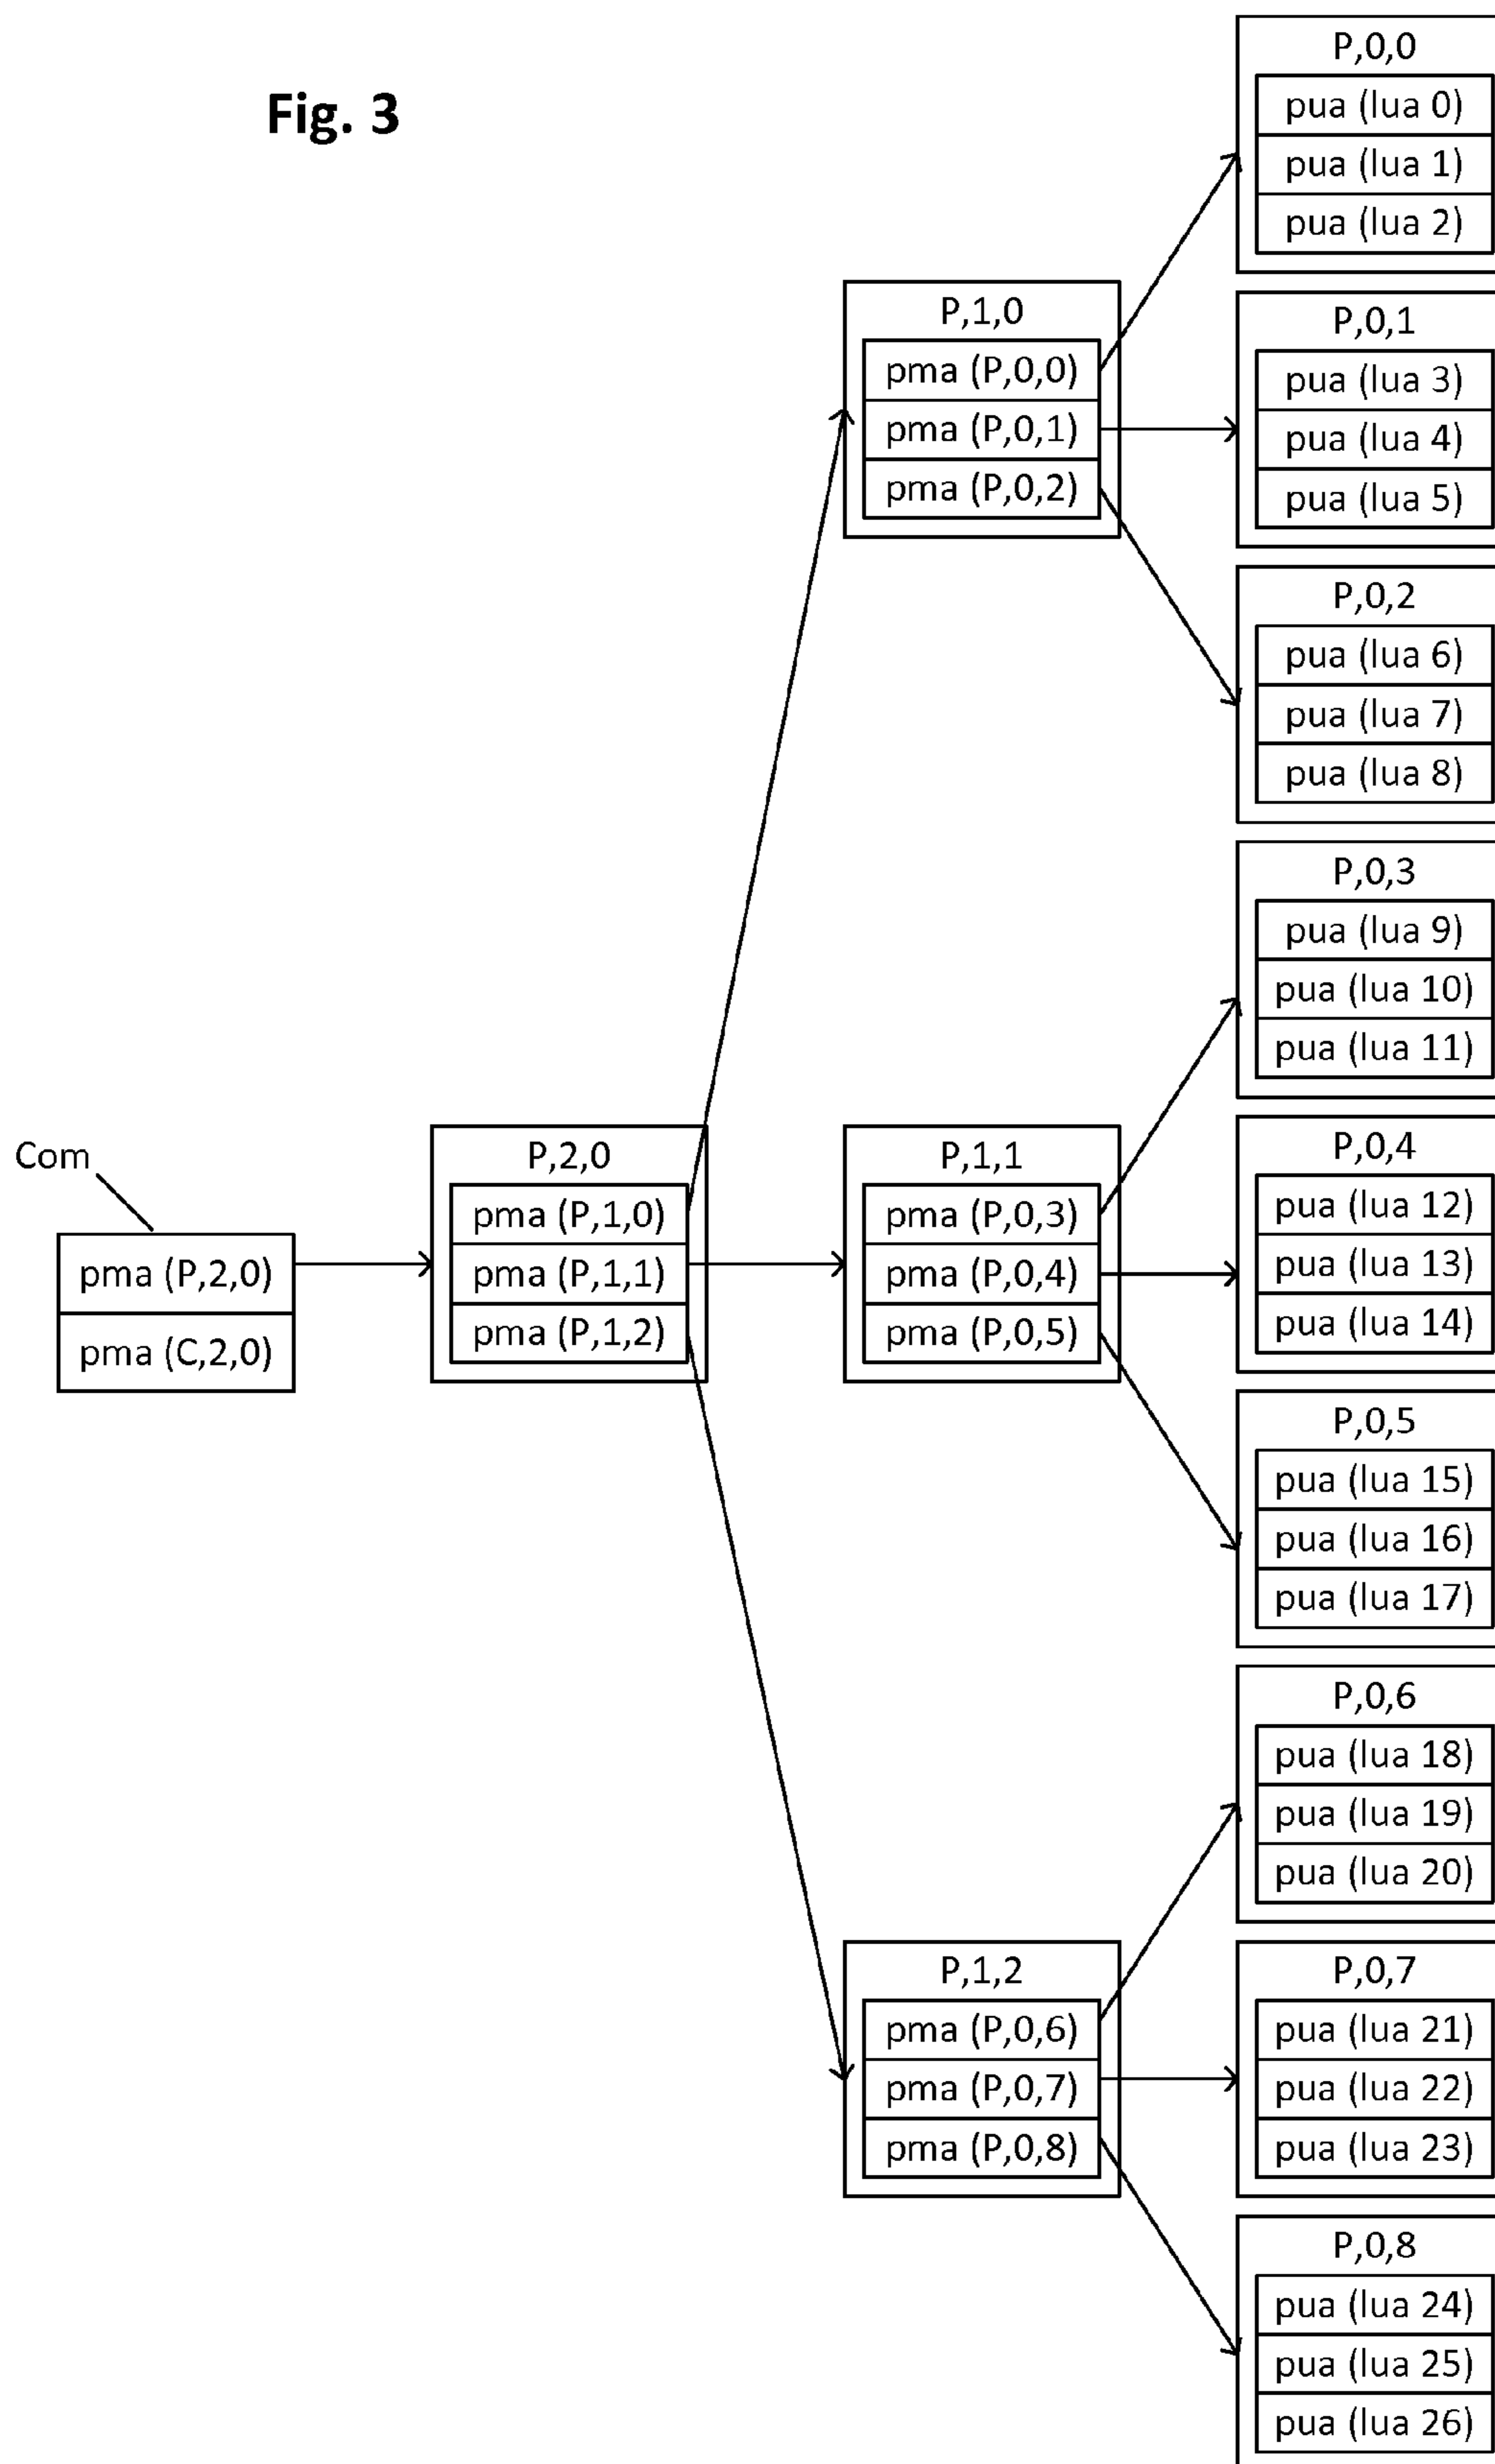 Fig. 3
Com
pma (P,2,0)
pma (C,2,0)
P,2,0
pma (P,1,0)
pma (P,1,1)
pma (P,1,2)
P,1,0
pma (P,0,0)
pma (P,0,1)
pma (P,0,2)
P,1,1
pma (P,0,3)
pma (P,0,4)
pma (P,0,5)
P,1,2
pma (P,0,6)
pma (P,0,7)
pma (P,0,8)
P,0,0
pua (lua 0)
pua (lua 1)
pua (lua 2)
P,0,1
pua (lua 3)
pua (lua 4)
pua (lua 5)
P,0,2
pua (lua 6)
pua (lua 7)
pua (lua 8)
P,0,3
pua (lua 9)
pua (lua 10)
pua (lua 11)
P,0,4
pua (lua 12)
pua (lua 13)
pua (lua 14)
P,0,5
pua (lua 15)
pua (lua 16)
pua (lua 17)
P,0,6
pua (lua 18)
pua (lua 19)
pua (lua 20)
P,0,7
pua (lua 21)
pua (lua 22)
pua (lua 23)
P,0,8
pua (lua 24)
pua (lua 25)
pua (lua 26)